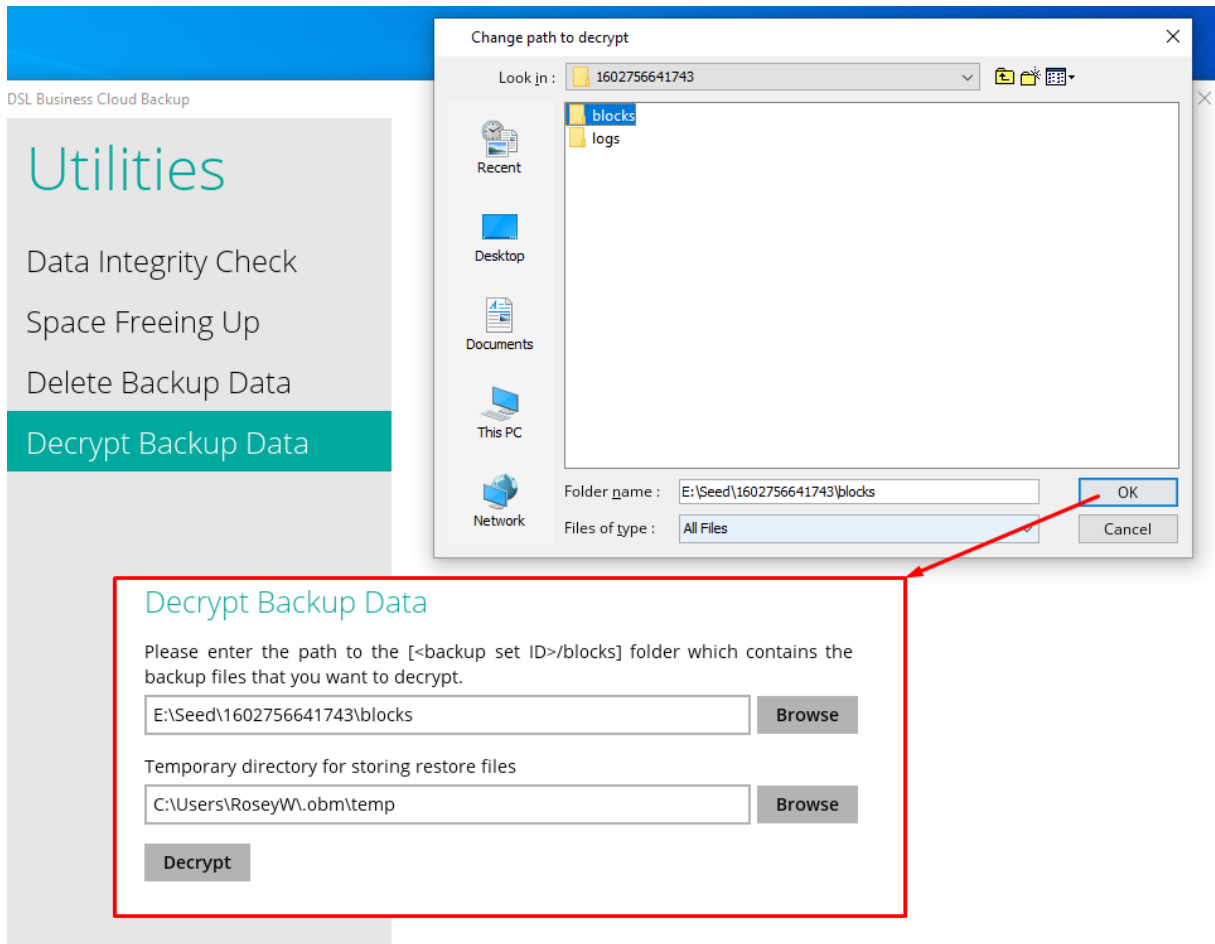 DSL Business Cloud Backup
Utilities
Data Integrity Check
Space Freeing Up
Delete Backup Data
Decrypt Backup Data
Change path to decrypt
Look in :
1602756641743
Recent
Desktop
Documents
This PC
Network
blocks
logs
Folder name :
E:\Seed\1602756641743\blocks
OK
Files of type :
All Files
Cancel
Decrypt Backup Data
Please enter the path to the [<backup set ID>/blocks] folder which contains the
backup files that you want to decrypt.
E:\Seed\1602756641743\blocks
Browse
Temporary directory for storing restore files
C:\Users\RoseyW\.obm\temp
Browse
Decrypt